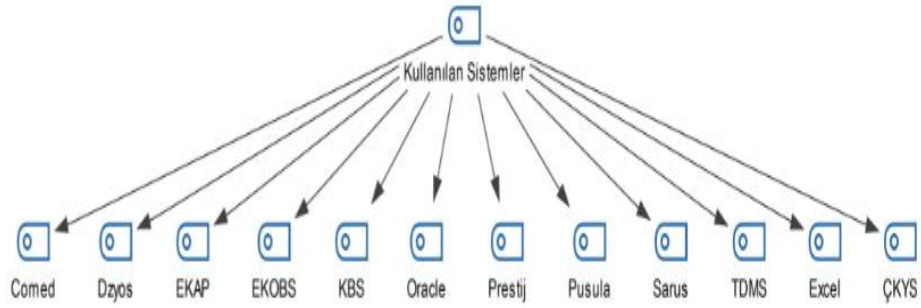 Kullanılan Sistemler
Comed Dzyos EKAP EKOBS KBS Oracle Prestij Pusula Sarus TDMS Excel ÇKYS